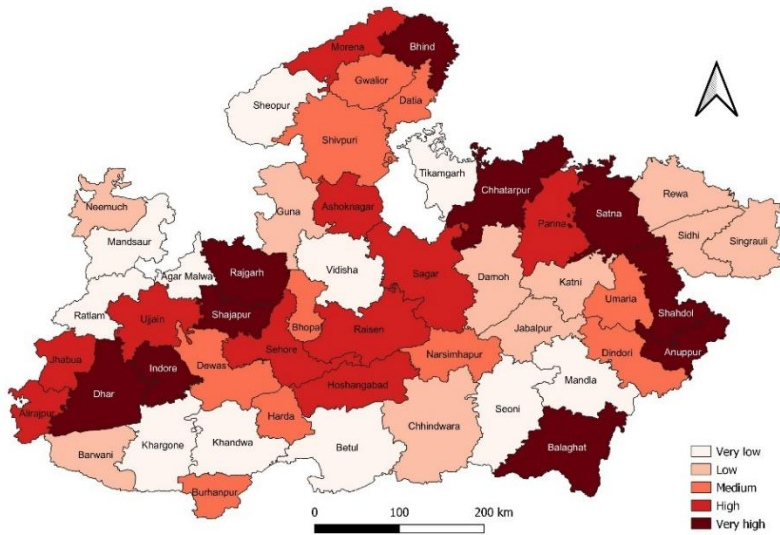 Morena
Bhind
Gwalior
Sheopur
Datia
Shivpuri
Tikamgarh
Chhatarpur
Rewa
Neemuch
Guna
Ashoknagar
Panna
Satna
Sidhi
Singrauli
Mandsaur
Agar Malwa
Rajgarh
Vidisha
Sagar
Damoh
Katni
Umaria
Ratlam
Ujjain
Shajapur
Bhopal
Raisen
Jabalpur
Shahdol
Jhabua
Indore
Dewas
Sehore
Narsimhapur
Dindori
Anuppur
Alirajpur
Dhar
Hoshangabad
Mandla
Barwani
Khargone
Khandwa
Harda
Betul
Chhindwara
Seoni
Balaghat
Burhanpur
Very low
Low
Medium
High
Very high
0 100 200 km